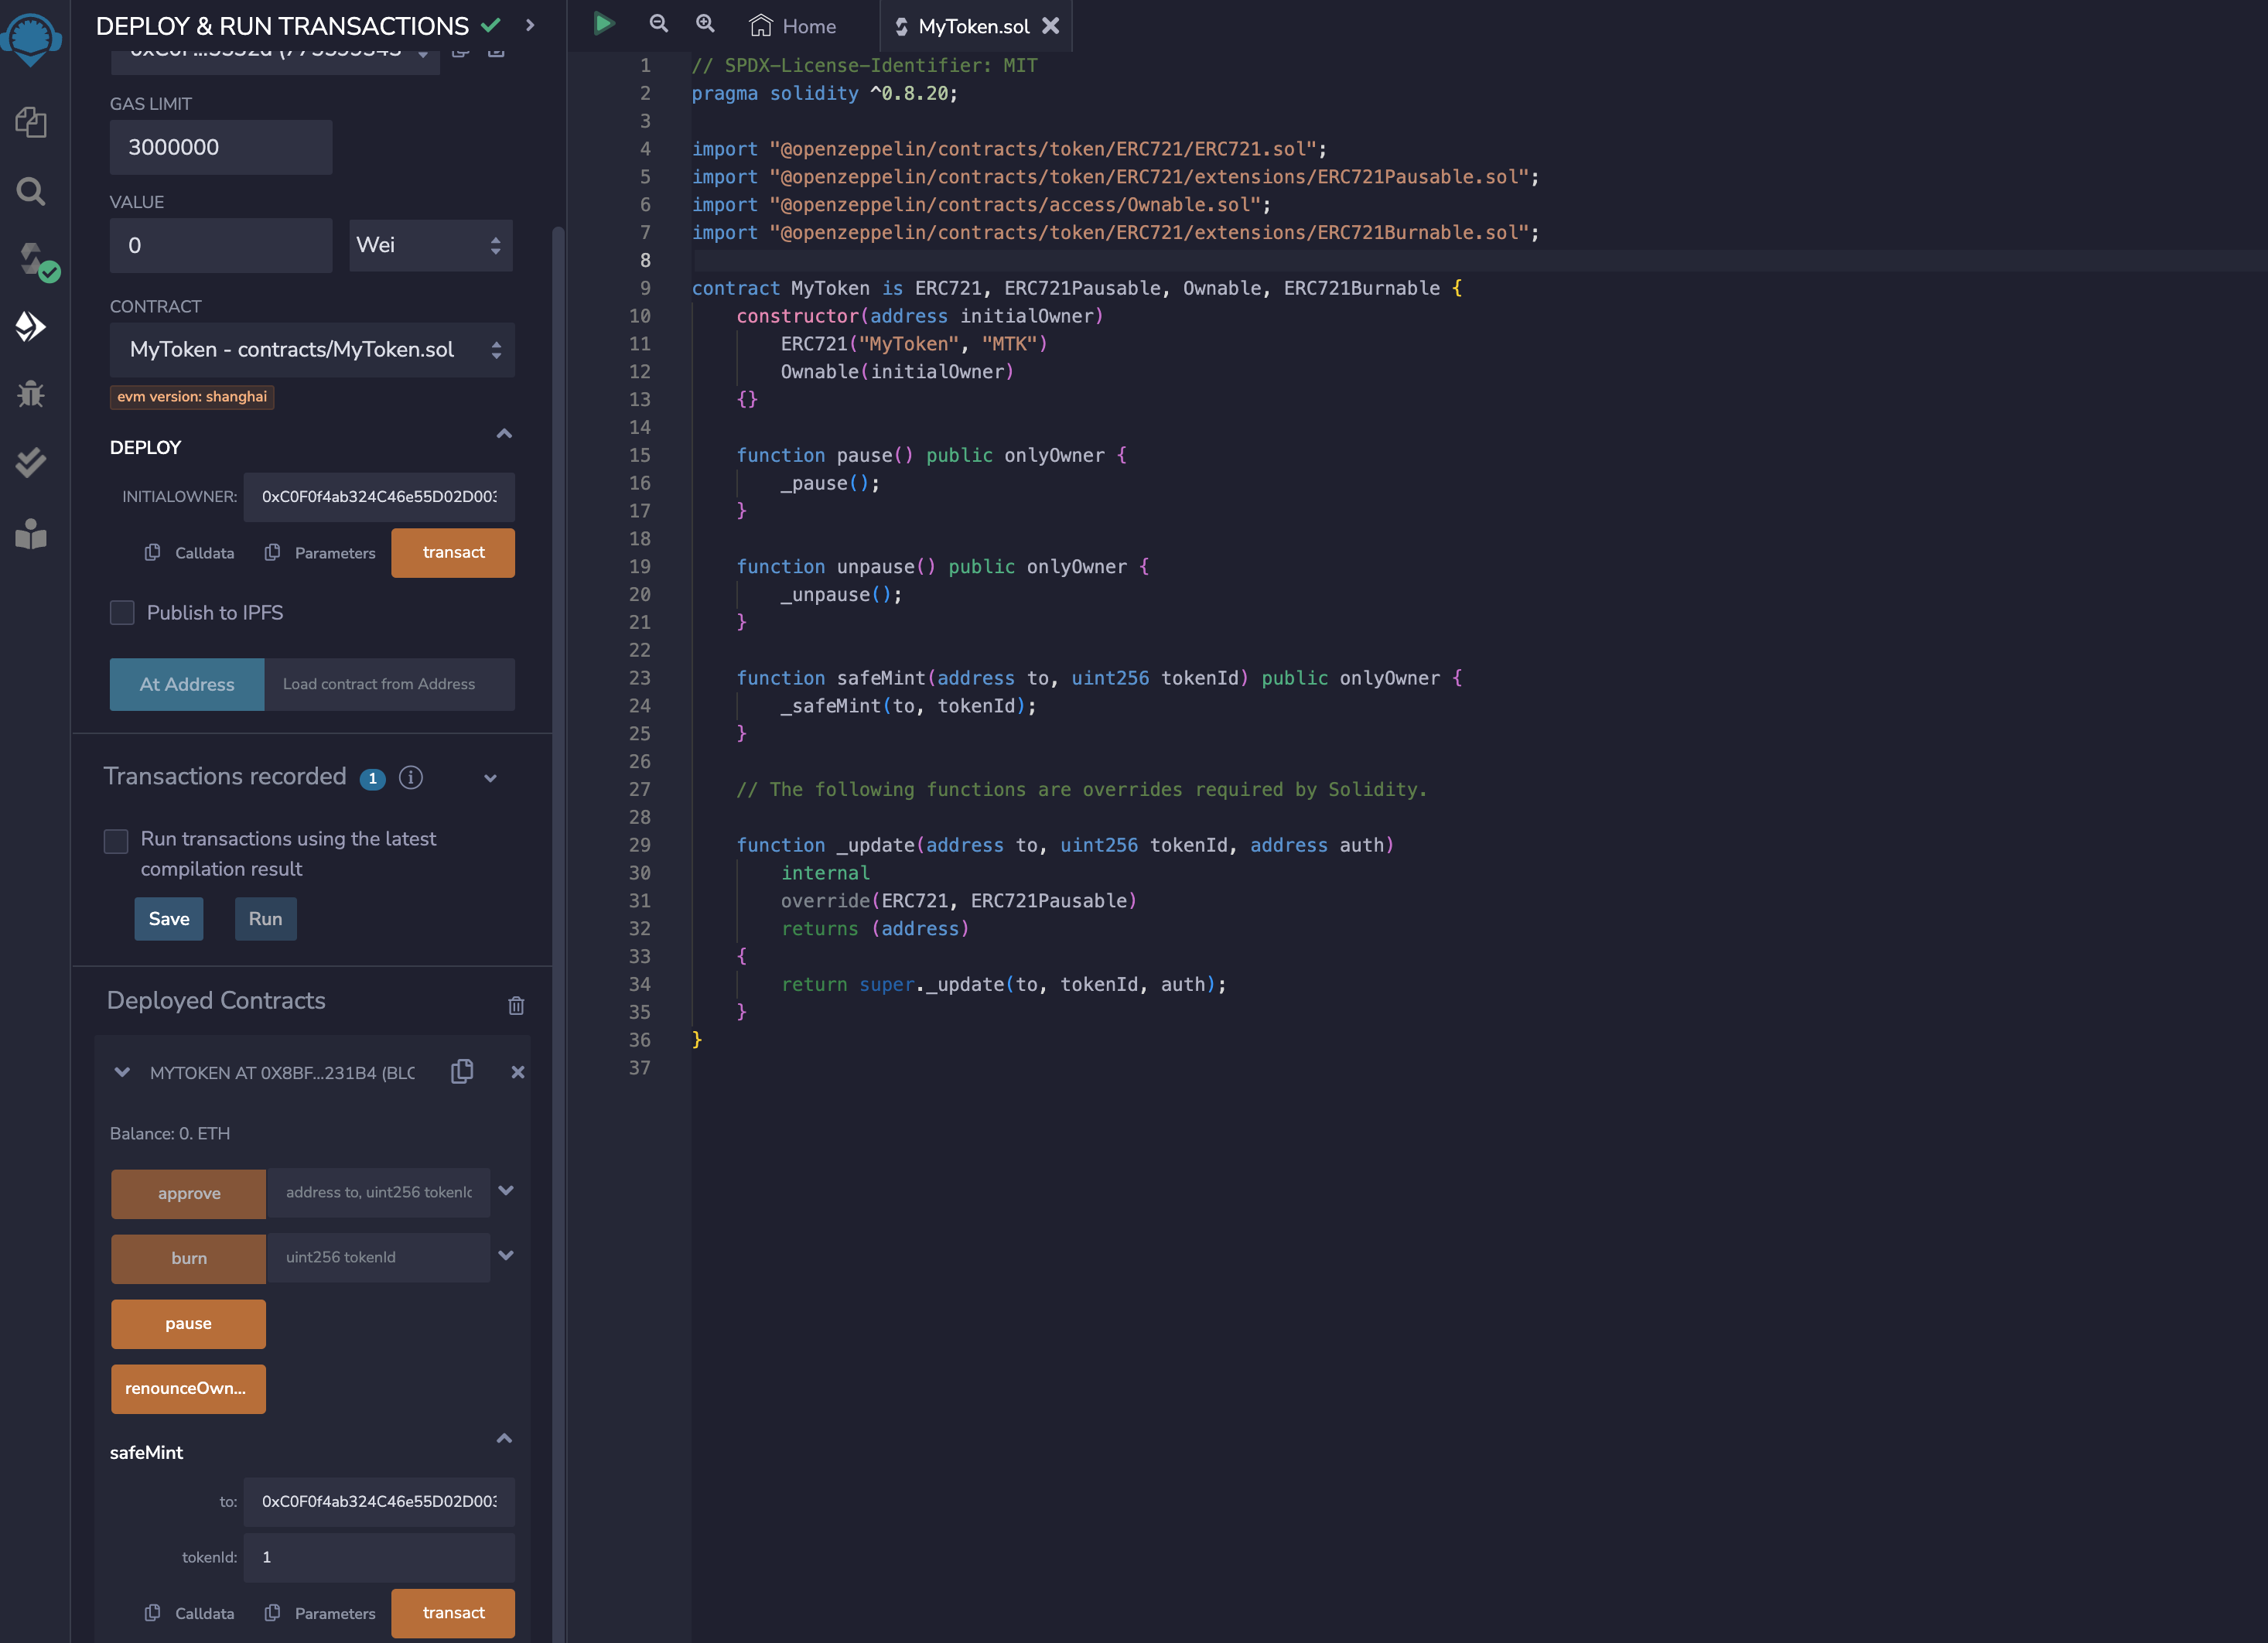 DEPLOY & RUN TRANSACTIONS
GAS LIMIT
3000000
VALUE
0
Wei
CONTRACT
MyToken - contracts/MyToken.sol
evm version: shanghai
DEPLOY
INITIALOWNER:
0xC0F0f4ab324C46e55D02D003
Calldata
Parameters
transact
Publish to IPFS
At Address
Load contract from Address
Transactions recorded 1
Run transactions using the latest
compilation result
Save
Run
Deployed Contracts
MYTOKEN AT 0X8BF...231B4 (BLO
Balance: 0. ETH
approve
address to, uint256 tokenId
burn
uint256 tokenId
pause
renounceOwn...
safeMint
to:
0xC0F0f4ab324C46e55D02D003
tokenId:
1
Calldata
Parameters
transact
Home
MyToken.sol
1 // SPDX-License-Identifier: MIT
2 pragma solidity ^0.8.20;
3
4 import "@openzeppelin/contracts/token/ERC721/ERC721.sol";
5 import "@openzeppelin/contracts/token/ERC721/extensions/ERC721Pausable.sol";
6 import "@openzeppelin/contracts/access/Ownable.sol";
7 import "@openzeppelin/contracts/token/ERC721/extensions/ERC721Burnable.sol";
8
9 contract MyToken is ERC721, ERC721Pausable, Ownable, ERC721Burnable {
10 constructor(address initialOwner)
11 ERC721("MyToken", "MTK")
12 Ownable(initialOwner)
13 {}
14
15 function pause() public onlyOwner {
16 _pause();
17 }
18
19 function unpause() public onlyOwner {
20 _unpause();
21 }
22
23 function safeMint(address to, uint256 tokenId) public onlyOwner {
24 _safeMint(to, tokenId);
25 }
26
27 // The following functions are overrides required by Solidity.
28
29 function _update(address to, uint256 tokenId, address auth)
30 internal
31 override(ERC721, ERC721Pausable)
32 returns (address)
33 {
34 return super._update(to, tokenId, auth);
35 }
36 }
37